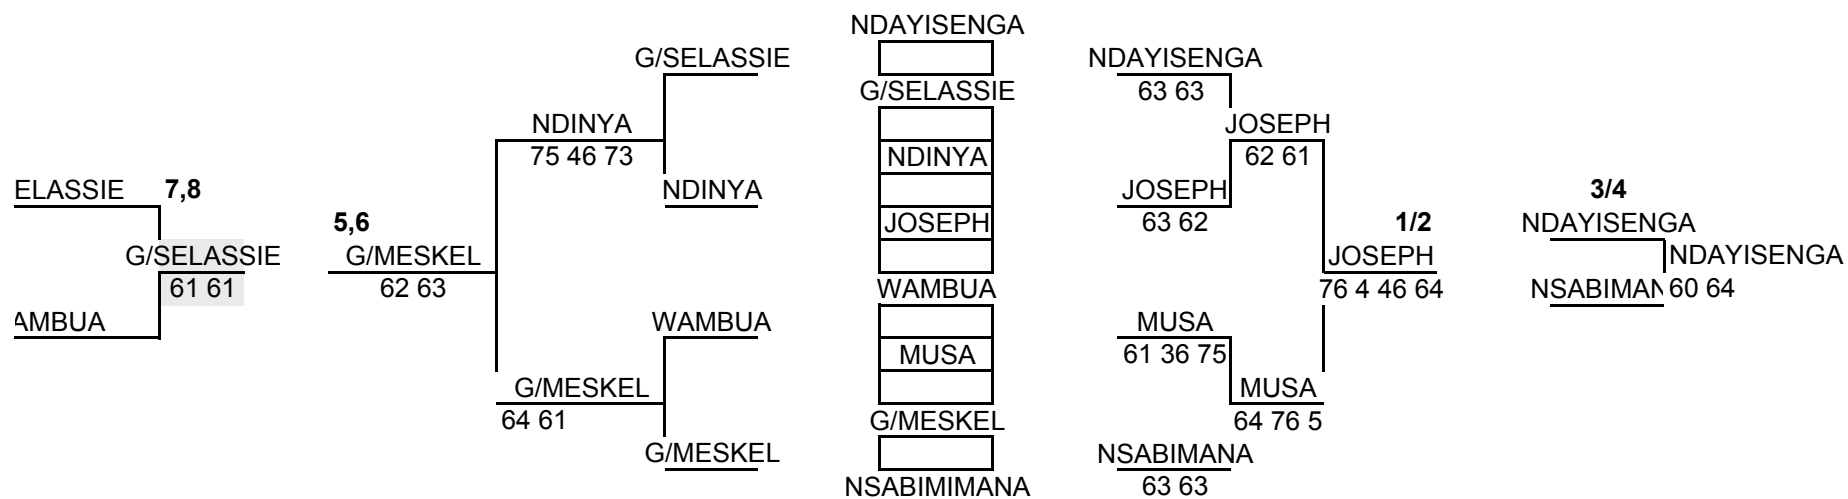 NDAYISENGA
G/SELASSIE
NDAYISENGA
63 63
G/SELASSIE
NDINYA
75 46 73
JOSEPH
62 61
NDINYA
ELASSIE
7,8
NDINYA
JOSEPH
63 62
3/4
5,6
JOSEPH
1/2
NDAYISENGA
G/SELASSIE
61 61
G/MESKEL
62 63
JOSEPH
76 4 46 64
NDAYISENGA
60 64
WAMBUA
NSABIMAN
AMBUA
WAMBUA
MUSA
61 36 75
MUSA
G/MESKEL
64 61
MUSA
64 76 5
G/MESKEL
G/MESKEL
NSABIMANA
63 63
NSABIMIMANA